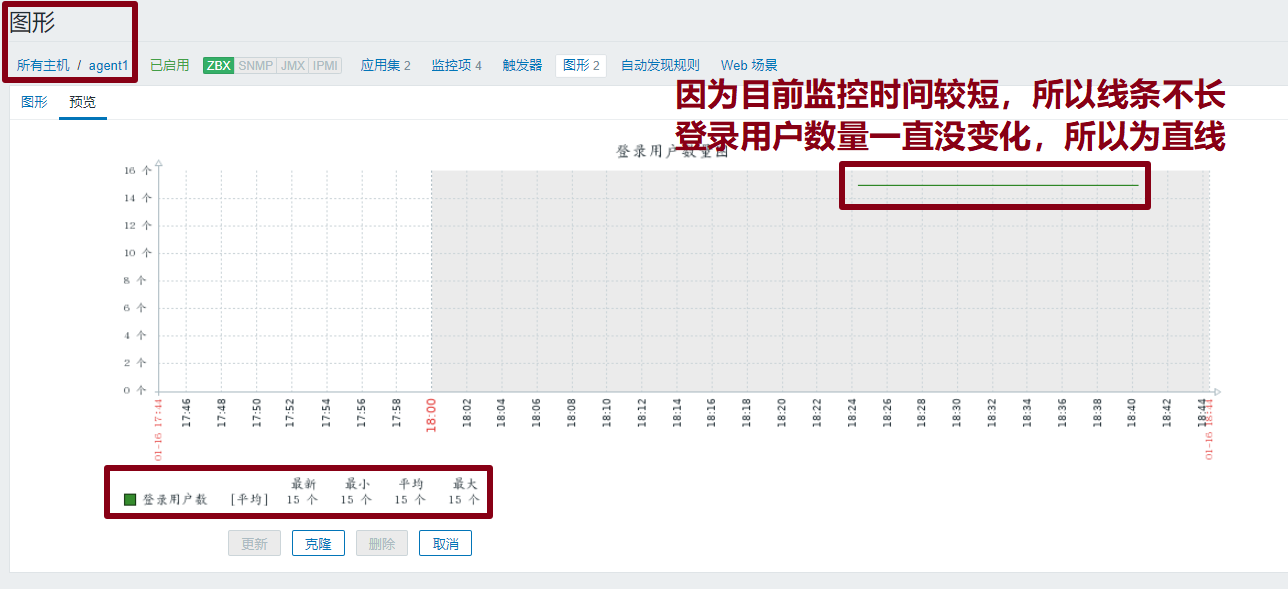 图形
所有主机 / agent1 已启用 ZBX SNMP JMX IPMI 应用集 2 监控项 4 触发器 图形 2 自动发现规则 Web 场景
图形 预览
因为目前监控时间较短，所以线条不长
登录用户数量一直没变化，所以为直线
登录用户数量图
16 个
14 个
12 个
10 个
8 个
6 个
4 个
2 个
0 个
01-16 17:44 17:46 17:48 17:50 17:52 17:54 17:56 17:58 18:00 18:02 18:04 18:06 18:08 18:10 18:12 18:14 18:16 18:18 18:20 18:22 18:24 18:26 18:28 18:30 18:32 18:34 18:36 18:38 18:40 18:42 18:44 01-16 18:44
最新 最小 平均 最大
登录用户数 [平均] 15 个 15 个 15 个 15 个
更新 克隆 删除 取消